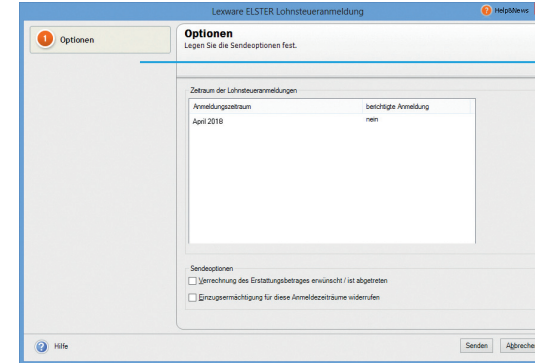 Lexware ELSTER Lohnsteueranmeldung
? Help&News
1 Optionen
Optionen
Legen Sie die Sendeoptionen fest.
Zeitraum der Lohnsteueranmeldungen
Anmeldungszeitraum berichtigte Anmeldung
April 2018 nein
Sendeoptionen
Verrechnung des Erstattungsbetrages erwünscht / ist abgetreten
Einzugsermächtigung für diese Anmeldezeiträume widerrufen
? Hilfe
Senden Abbreche